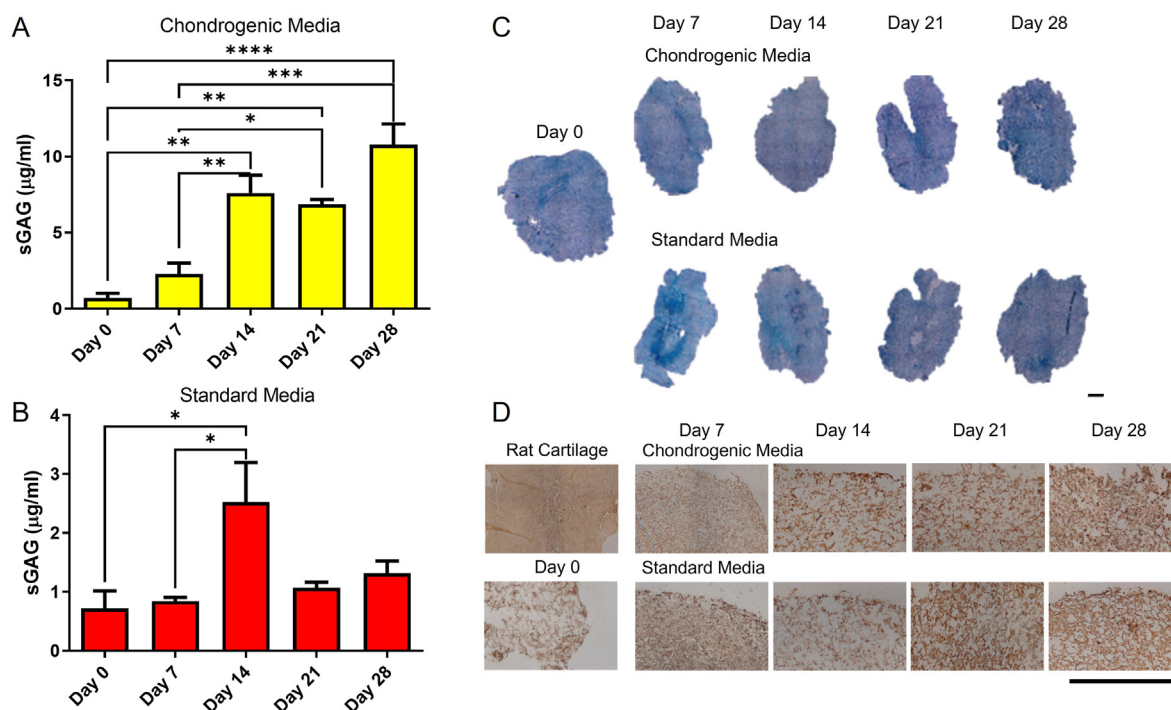 A
Chondrogenic Media
****
***
**
*
**
**
15
10
5
0
sGAG (µg/ml)
Day 0
Day 7
Day 14
Day 21
Day 28
B
Standard Media
*
*
4
3
2
1
0
sGAG (µg/ml)
Day 0
Day 7
Day 14
Day 21
Day 28
C
Day 7 Day 14 Day 21 Day 28
Chondrogenic Media
Day 0
Standard Media
D
Day 7 Day 14 Day 21 Day 28
Rat Cartilage Chondrogenic Media
Day 0 Standard Media